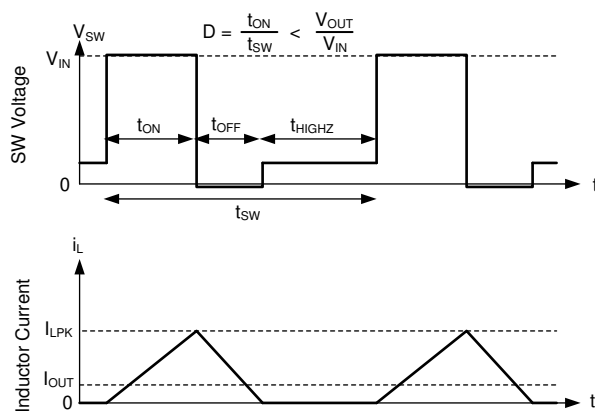 V_SW
D = t_ON / t_SW < V_OUT / V_IN
V_IN
SW Voltage
t_ON
t_OFF
t_HIGHZ
0
t
t_SW
i_L
Inductor Current
I_LPK
I_OUT
0
t